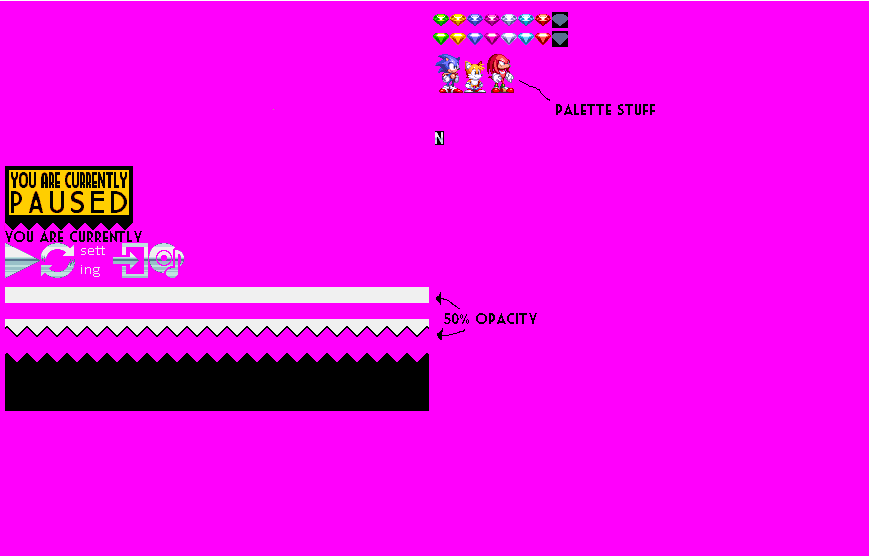 PALETTE STUFF
N
YOU ARE CURRENTLY
PAUSED
YOU ARE CURRENTLY
sett
ing
50% OPACITY